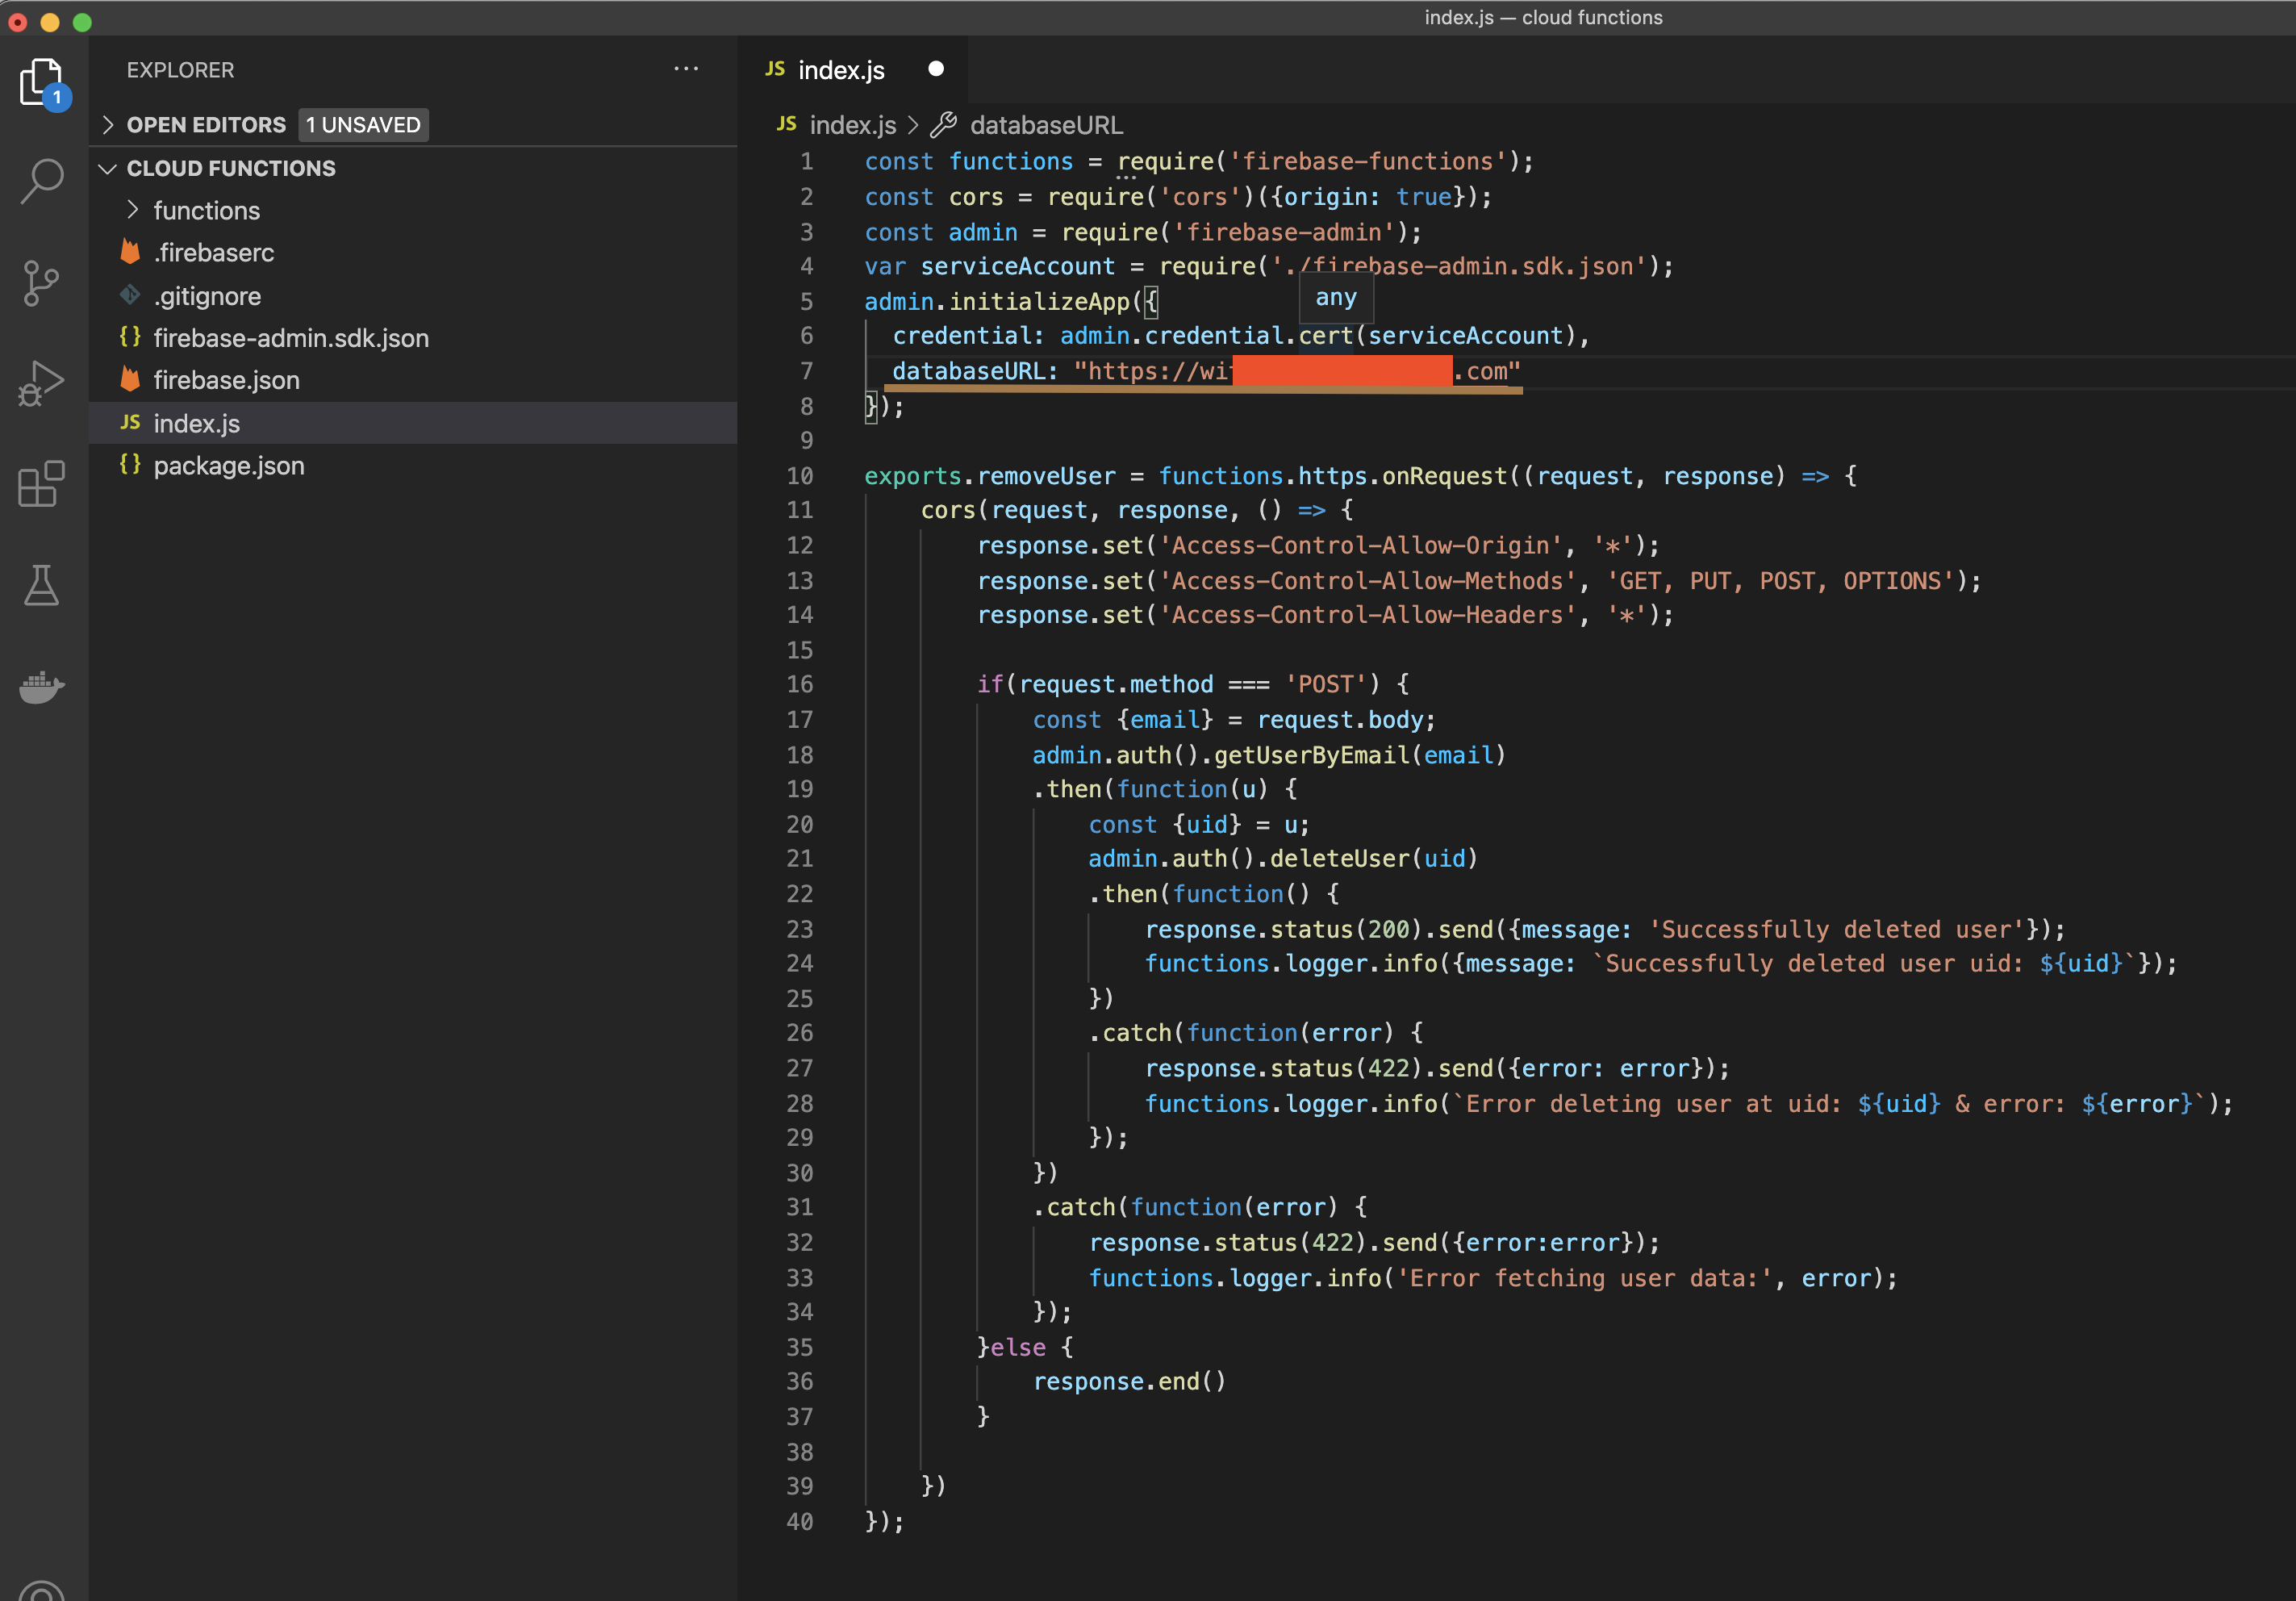 index.js — cloud functions
EXPLORER
···
OPEN EDITORS 1 UNSAVED
CLOUD FUNCTIONS
functions
.firebaserc
.gitignore
{} firebase-admin.sdk.json
firebase.json
JS index.js
{} package.json
1
JS index.js
JS index.js > databaseURL
1 const functions = require('firebase-functions');
2 const cors = require('cors')({origin: true});
3 const admin = require('firebase-admin');
4 var serviceAccount = require('./firebase-admin.sdk.json');
any
5 admin.initializeApp({
6   credential: admin.credential.cert(serviceAccount),
7   databaseURL: "https://wi .com"
8 });
9
10 exports.removeUser = functions.https.onRequest((request, response) => {
11     cors(request, response, () => {
12         response.set('Access-Control-Allow-Origin', '*');
13         response.set('Access-Control-Allow-Methods', 'GET, PUT, POST, OPTIONS');
14         response.set('Access-Control-Allow-Headers', '*');
15
16         if(request.method === 'POST') {
17             const {email} = request.body;
18             admin.auth().getUserByEmail(email)
19             .then(function(u) {
20                 const {uid} = u;
21                 admin.auth().deleteUser(uid)
22                 .then(function() {
23                     response.status(200).send({message: 'Successfully deleted user'});
24                     functions.logger.info({message: `Successfully deleted user uid: ${uid}`});
25                 })
26                 .catch(function(error) {
27                     response.status(422).send({error: error});
28                     functions.logger.info(`Error deleting user at uid: ${uid} & error: ${error}`);
29                 });
30             })
31             .catch(function(error) {
32                 response.status(422).send({error:error});
33                 functions.logger.info('Error fetching user data:', error);
34             });
35         }else {
36             response.end()
37         }
38
39     })
40 });